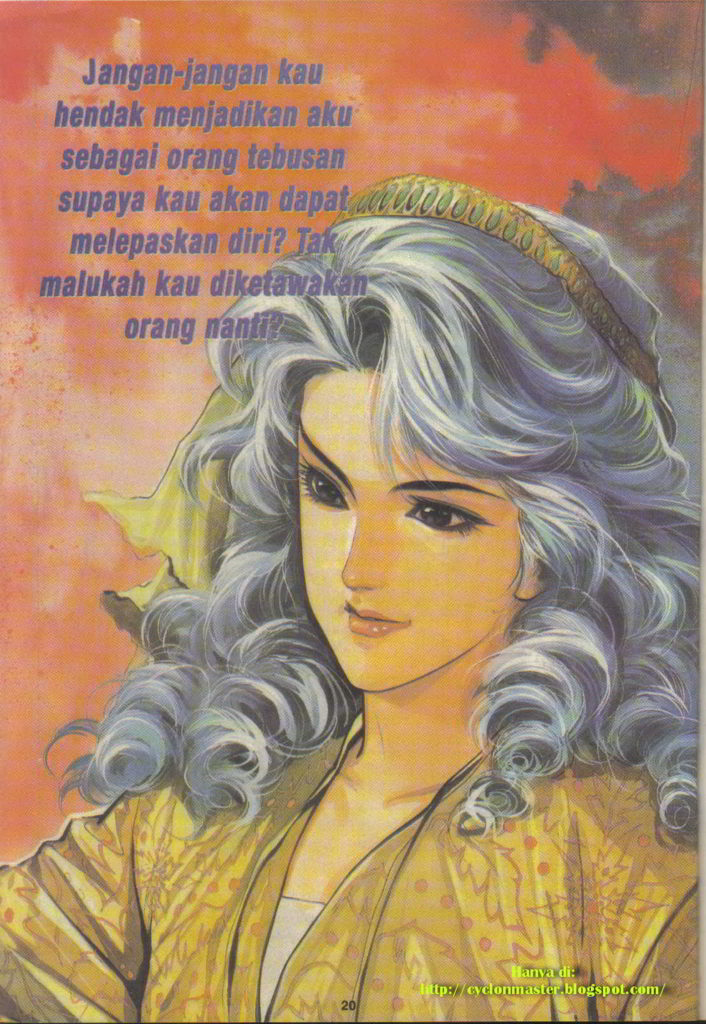 Jangan-jangan kau
hendak menjadikan aku
sebagai orang tebusan
supaya kau akan dapat
melepaskan diri? Tak
malukah kau diketawakan
orang nanti?
Hanya di:
http://cyclonmaster.blogspot.com/
20